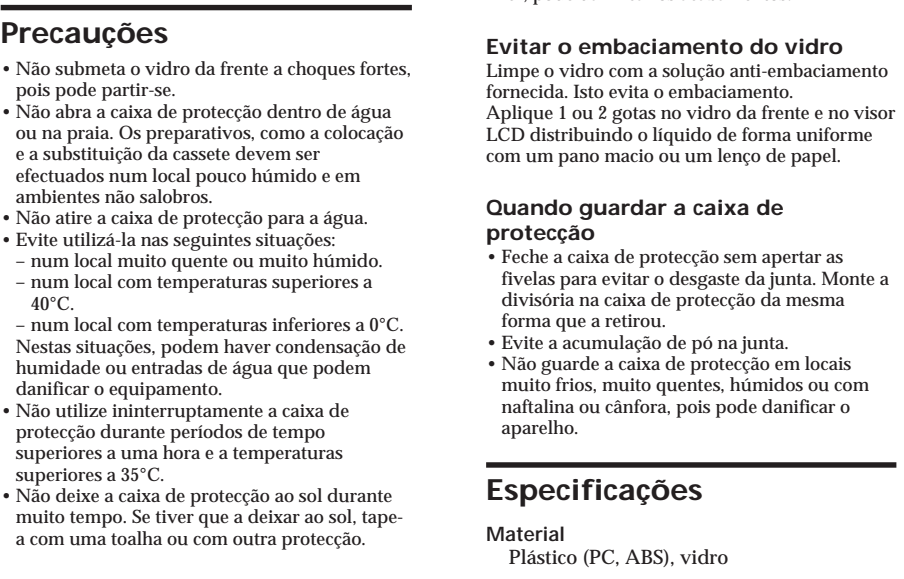 Precauções
• Não submeta o vidro da frente a choques fortes,
pois pode partir-se.
• Não abra a caixa de protecção dentro de água
ou na praia. Os preparativos, como a colocação
e a substituição da cassete devem ser
efectuados num local pouco húmido e em
ambientes não salobros.
• Não atire a caixa de protecção para a água.
• Evite utilizá-la nas seguintes situações:
– num local muito quente ou muito húmido.
– num local com temperaturas superiores a
40°C.
– num local com temperaturas inferiores a 0°C.
Nestas situações, podem haver condensação de
humidade ou entradas de água que podem
danificar o equipamento.
• Não utilize ininterruptamente a caixa de
protecção durante períodos de tempo
superiores a uma hora e a temperaturas
superiores a 35°C.
• Não deixe a caixa de protecção ao sol durante
muito tempo. Se tiver que a deixar ao sol, tape-
a com uma toalha ou com outra protecção.
Evitar o embaciamento do vidro
Limpe o vidro com a solução anti-embaciamento
fornecida. Isto evita o embaciamento.
Aplique 1 ou 2 gotas no vidro da frente e no visor
LCD distribuindo o líquido de forma uniforme
com um pano macio ou um lenço de papel.
Quando guardar a caixa de
protecção
• Feche a caixa de protecção sem apertar as
fivelas para evitar o desgaste da junta. Monte a
divisória na caixa de protecção da mesma
forma que a retirou.
• Evite a acumulação de pó na junta.
• Não guarde a caixa de protecção em locais
muito frios, muito quentes, húmidos ou com
naftalina ou cânfora, pois pode danificar o
aparelho.
Especificações
Material
Plástico (PC, ABS), vidro